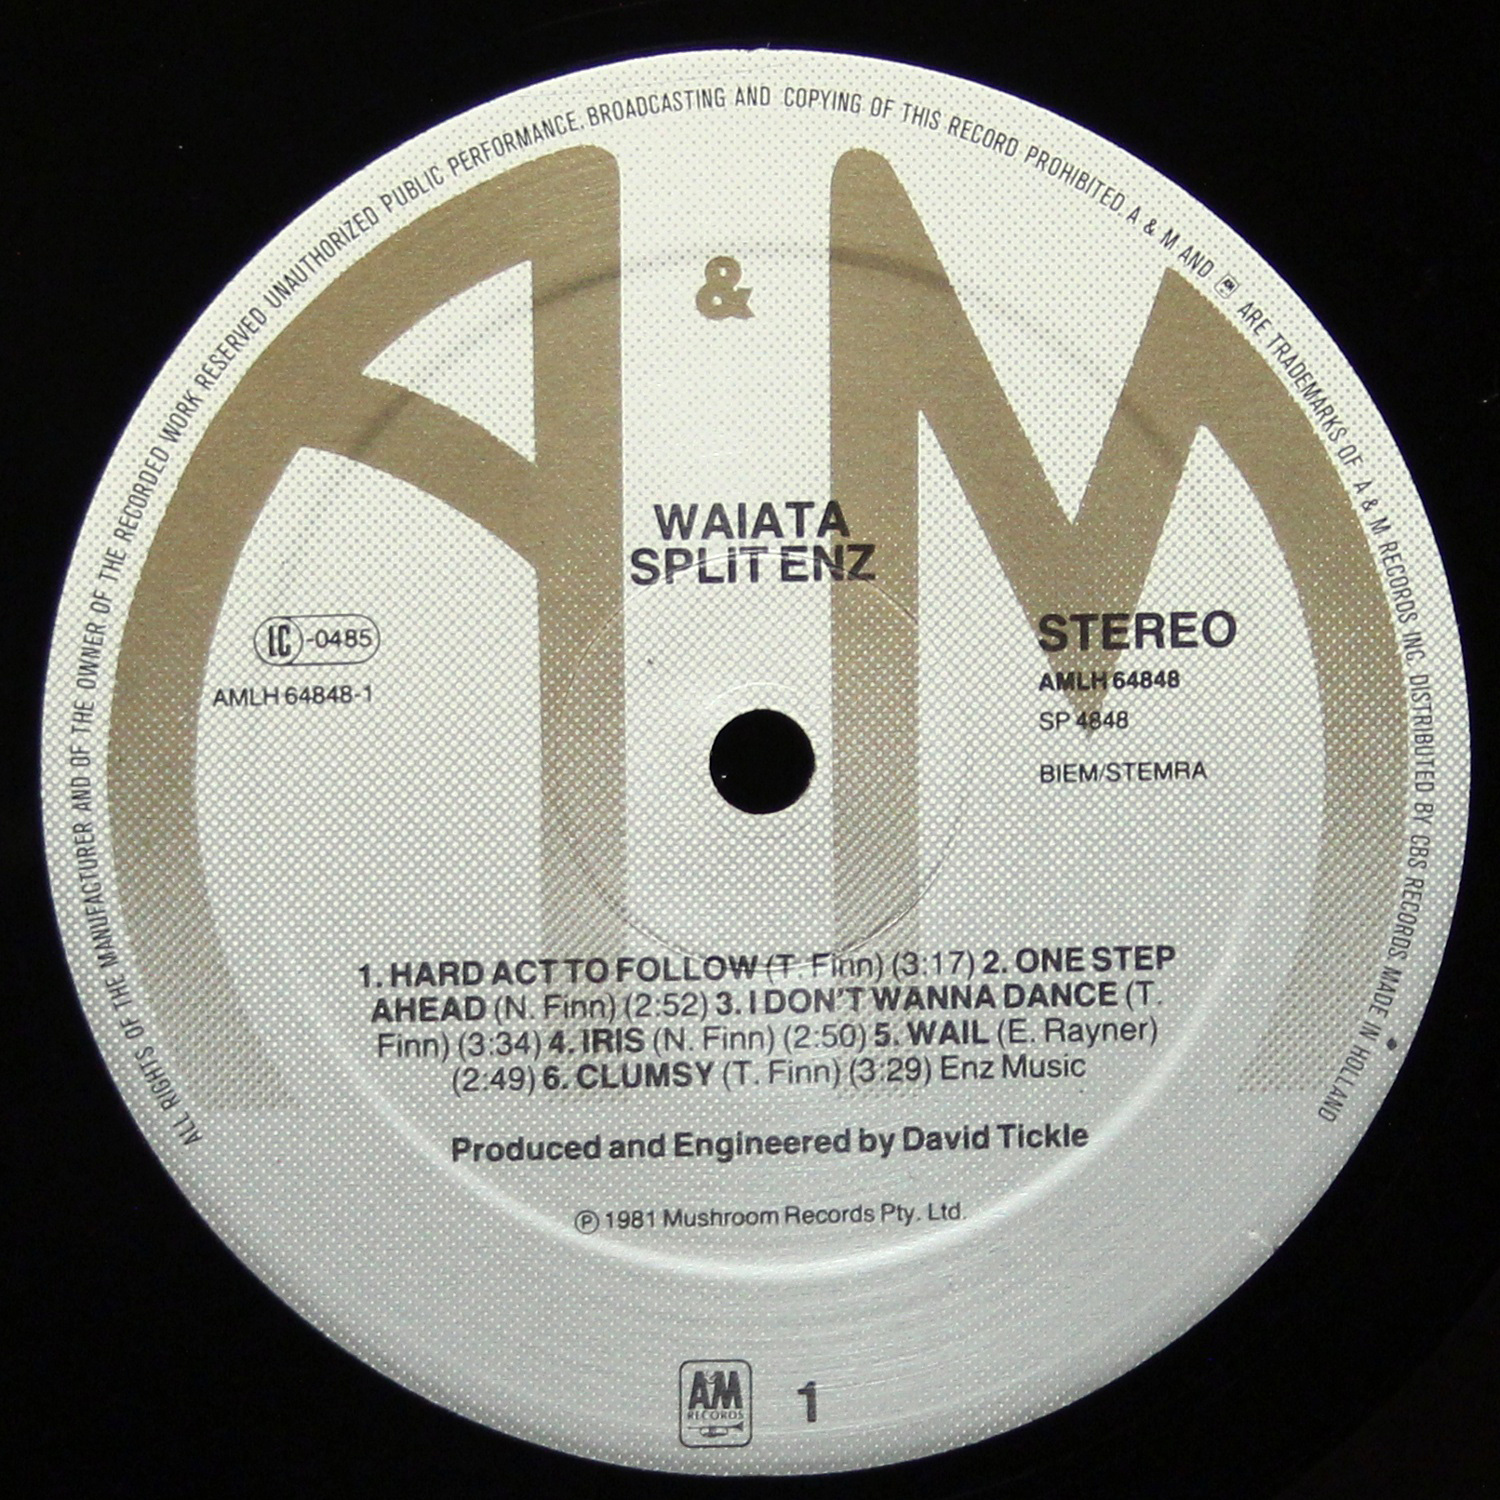 ALL RIGHTS OF THE MANUFACTURER AND OF THE OWNER OF THE RECORDED WORK RESERVED UNAUTHORIZED PUBLIC PERFORMANCE, BROADCASTING AND COPYING OF THIS RECORD PROHIBITED A & M AND AM ARE TRADEMARKS OF A & M RECORDS INC. DISTRIBUTED BY CBS RECORDS MADE IN HOLLAND
A & M
WAIATA
SPLIT ENZ
LC-0485
AMLH 64848-1
STEREO
AMLH 64848
SP 4848
BIEM/STEMRA
1. HARD ACT TO FOLLOW (T. Finn) (3:17) 2. ONE STEP
AHEAD (N. Finn) (2:52) 3. I DON'T WANNA DANCE (T.
Finn) (3:34) 4. IRIS (N. Finn) (2:50) 5. WAIL (E. Rayner)
(2:49) 6. CLUMSY (T. Finn) (3:29) Enz Music
Produced and Engineered by David Tickle
℗ 1981 Mushroom Records Pty. Ltd.
AM
RECORDS
1